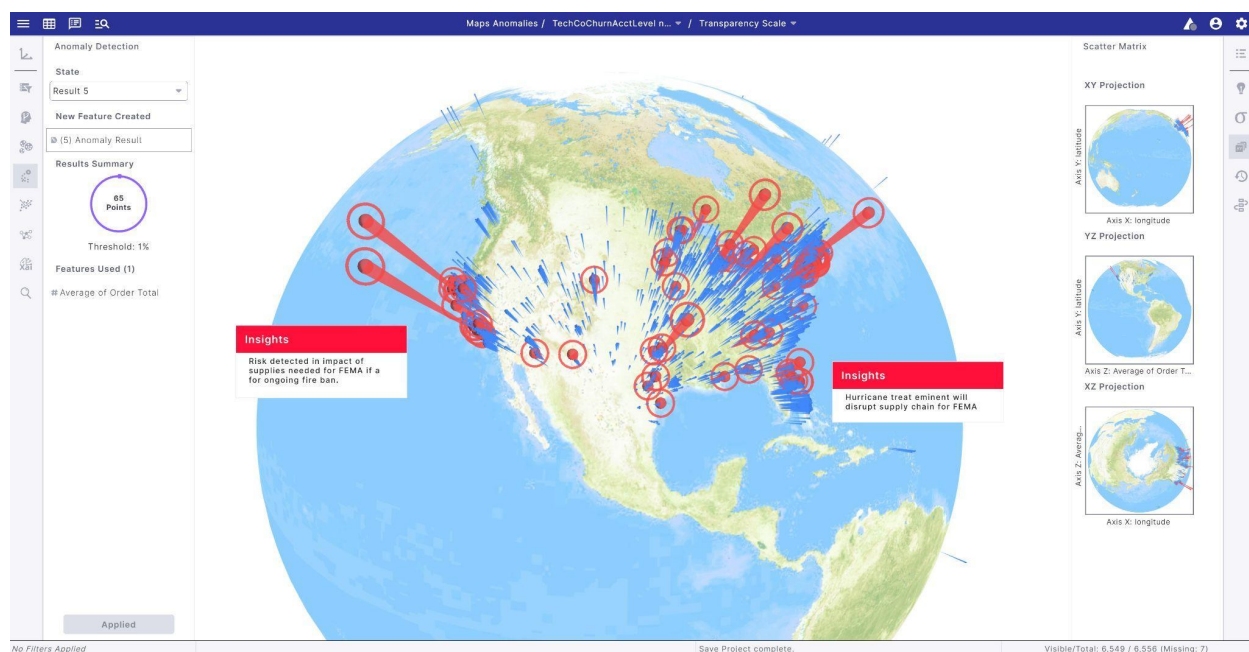 Maps Anomalies / TechCoChurnAcctLevel n... / Transparency Scale
Anomaly Detection
State
Result 5
New Feature Created
(5) Anomaly Result
Results Summary
65
Points
Threshold: 1%
Features Used (1)
# Average of Order Total
xai
Applied
Insights
Risk detected in impact of
supplies needed for FEMA if a
for ongoing fire ban.
Insights
Hurricane treat eminent will
disrupt supply chain for FEMA
Scatter Matrix
XY Projection
Axis Y: latitude
Axis X: longitude
YZ Projection
Axis Y: latitude
Axis Z: Average of Order T...
XZ Projection
Axis Z: Averag...
Axis X: longitude
No Filters Applied
Save Project complete.
Visible/Total: 6,549 / 6,556 (Missing: 7)